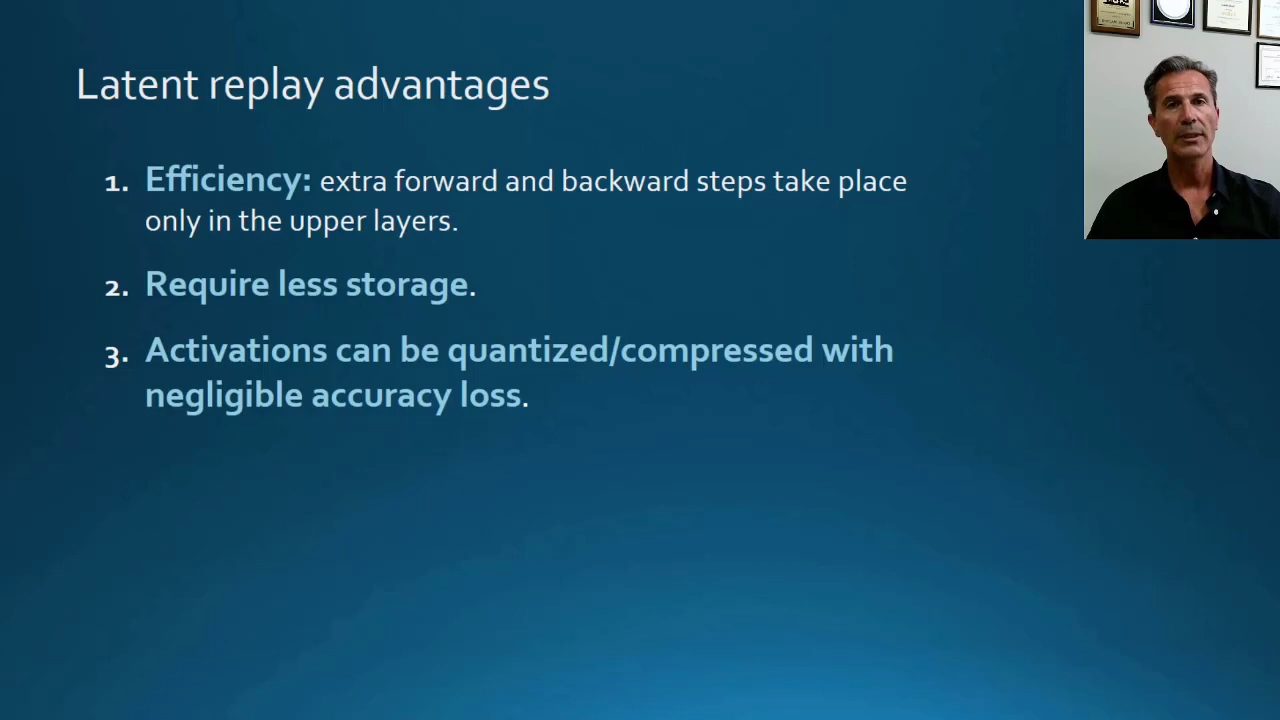 Latent replay advantages
1. Efficiency: extra forward and backward steps take place
only in the upper layers.
2. Require less storage.
3. Activations can be quantized/compressed with
negligible accuracy loss.